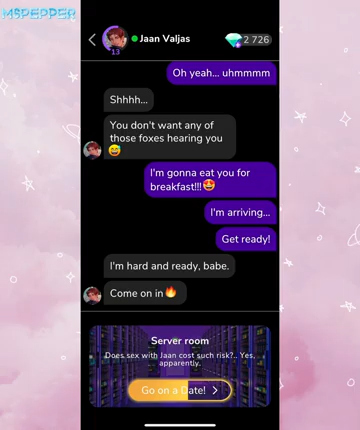 MSPEPPER
Jaan Valjas
2 726
13
Oh yeah... uhmmmm
Shhhh...
You don't want any of
those foxes hearing you
😅
I'm gonna eat you for
breakfast!!!🤩
I'm arriving...
Get ready!
I'm hard and ready, babe.
Come on in🔥
Server room
Does sex with Jaan cost such risk?.. Yes,
apparently.
Go on a Date!